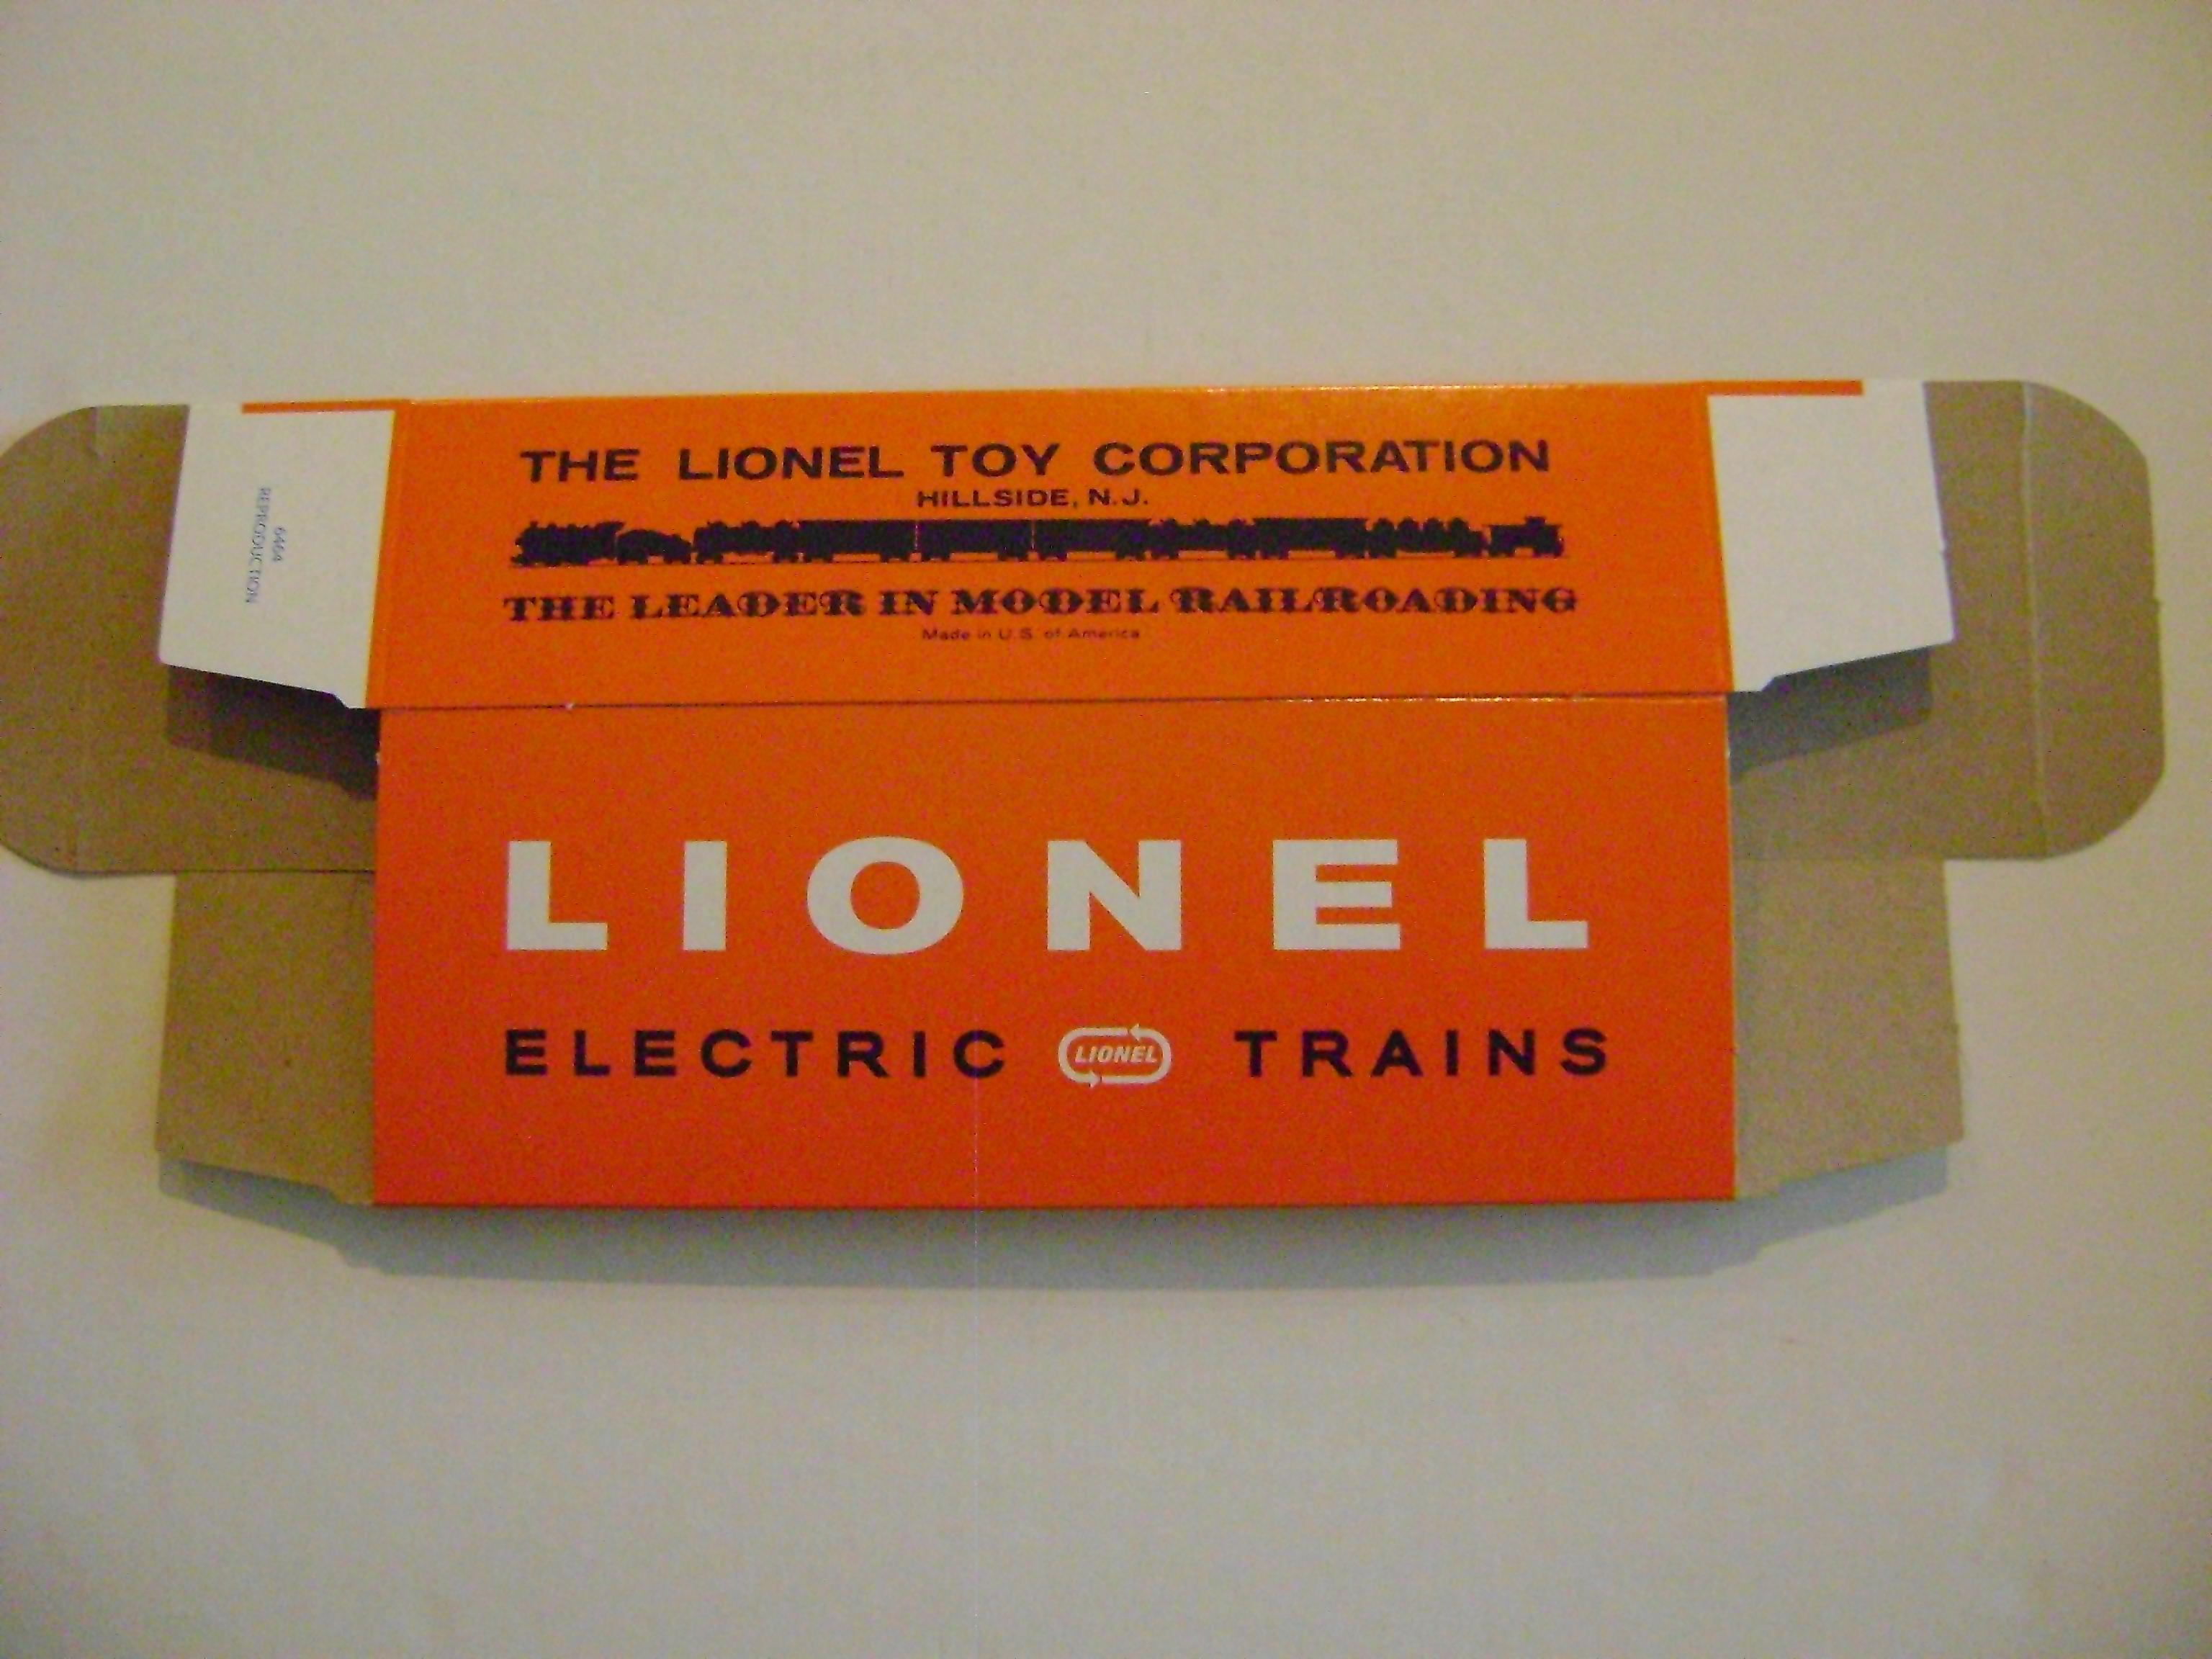 THE LIONEL TOY CORPORATION
HILLSIDE, N.J.
THE LEADER IN MODEL RAILROADING
Made in U.S. of America
6464
REPRODUCTION
LIONEL
ELECTRIC LIONEL TRAINS